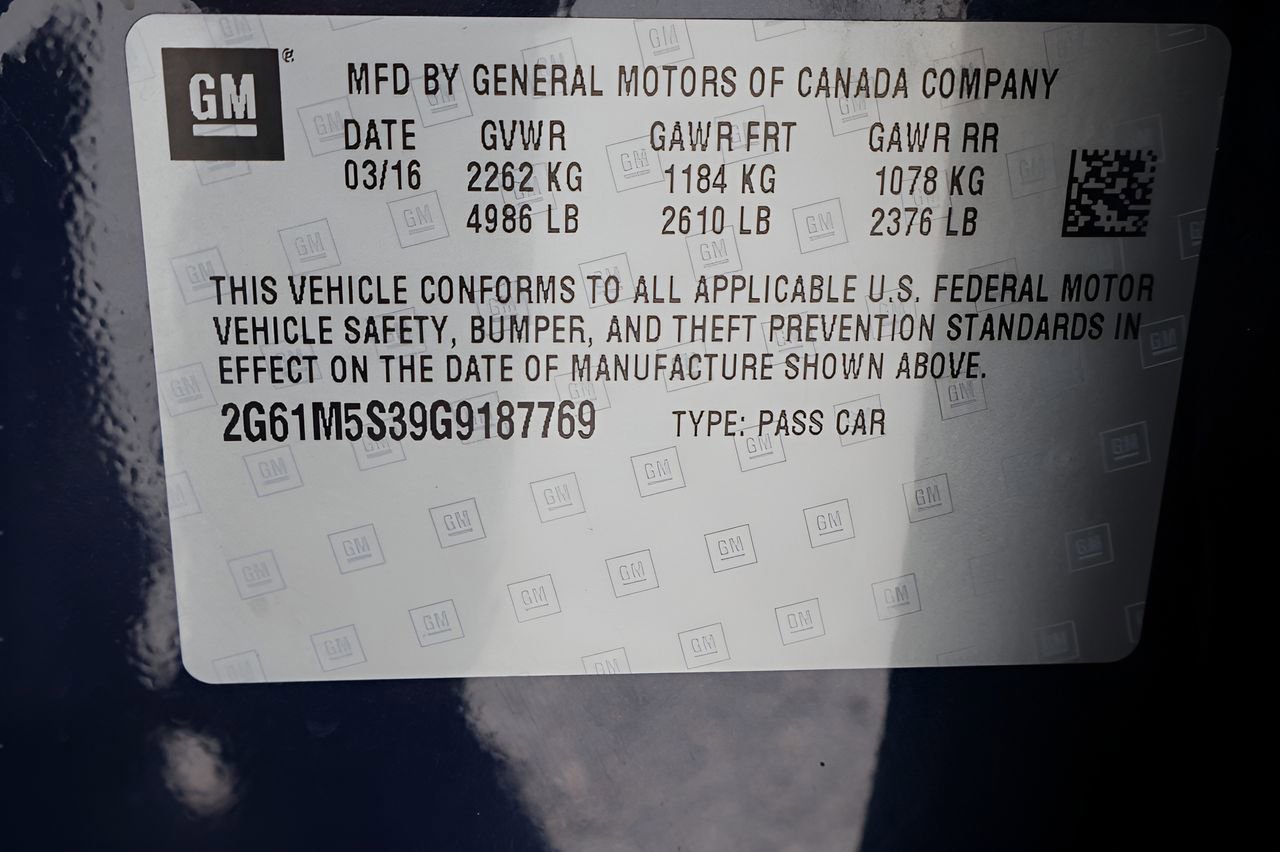 GM
MFD BY GENERAL MOTORS OF CANADA COMPANY
DATE GVWR GAWR FRT GAWR RR
03/16 2262 KG 1184 KG 1078 KG
4986 LB 2610 LB 2376 LB
THIS VEHICLE CONFORMS TO ALL APPLICABLE U.S. FEDERAL MOTOR
VEHICLE SAFETY, BUMPER, AND THEFT PREVENTION STANDARDS IN
EFFECT ON THE DATE OF MANUFACTURE SHOWN ABOVE.
2G61M5S39G9187769 TYPE: PASS CAR